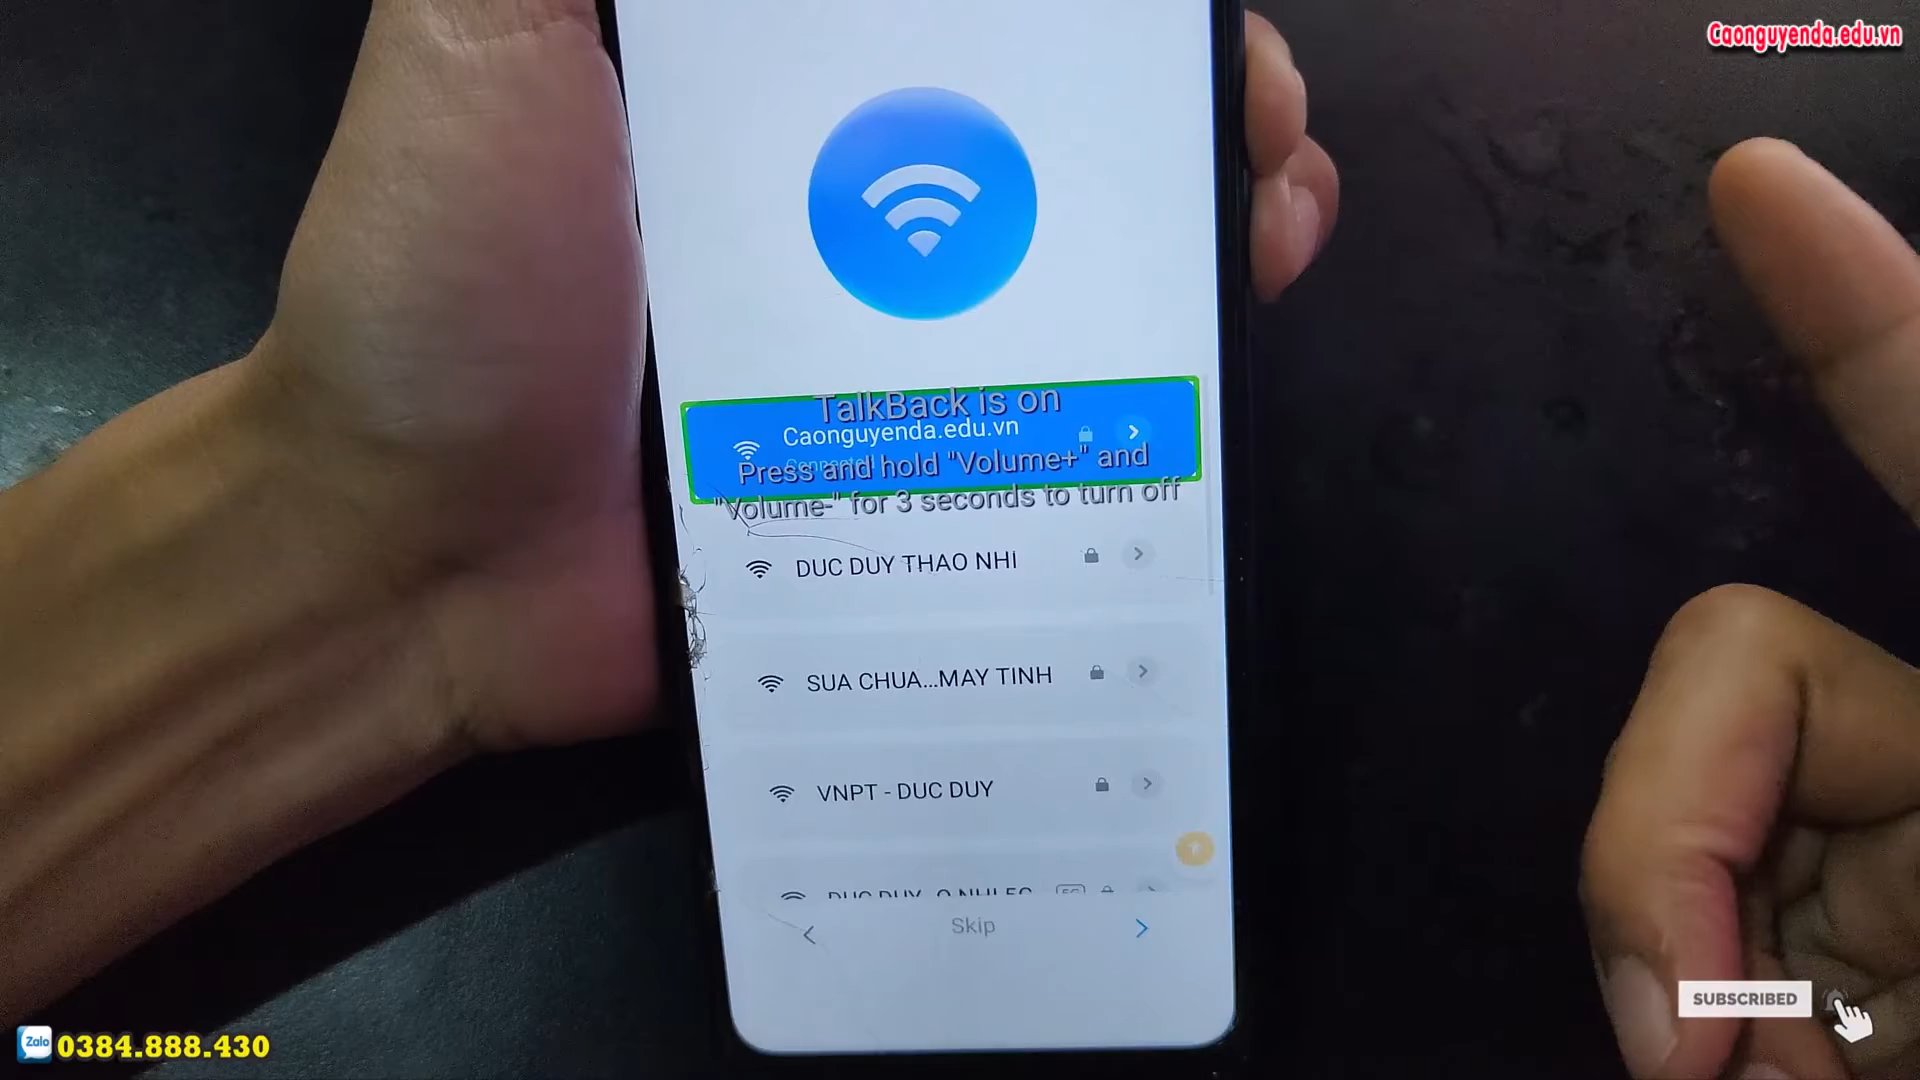 Caonguyenda.edu.vn
TalkBack is on
Caonguyenda.edu.vn
Connected
Press and hold "Volume+" and
"Volume-" for 3 seconds to turn off
DUC DUY THAO NHI
SUA CHUA...MAY TINH
VNPT - DUC DUY
Skip
SUBSCRIBED
Zalo
0384.888.430